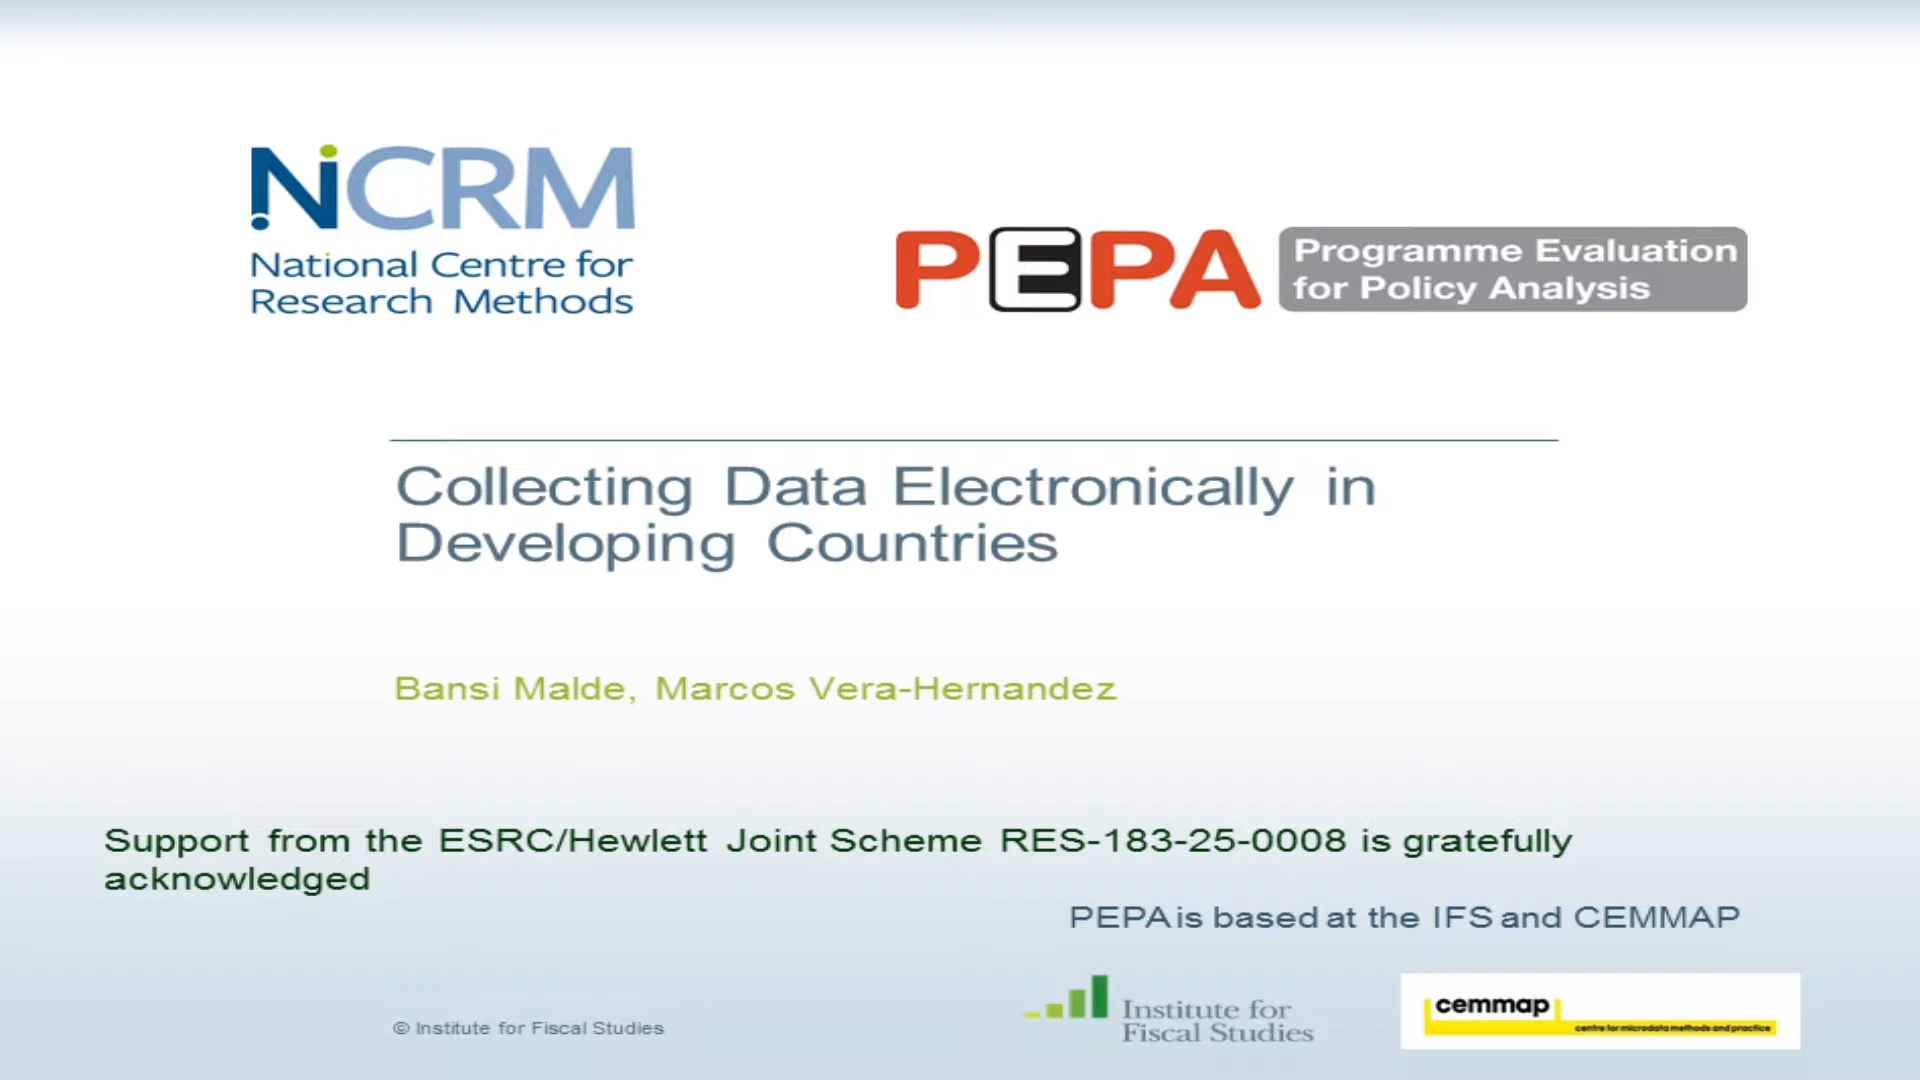 NCRM
National Centre for
Research Methods
PEPA
Programme Evaluation
for Policy Analysis
Collecting Data Electronically in
Developing Countries
Bansi Malde, Marcos Vera-Hernandez
Support from the ESRC/Hewlett Joint Scheme RES-183-25-0008 is gratefully
acknowledged
PEPA is based at the IFS and CEMMAP
© Institute for Fiscal Studies
Institute for
Fiscal Studies
cemmap
centre for microdata methods and practice